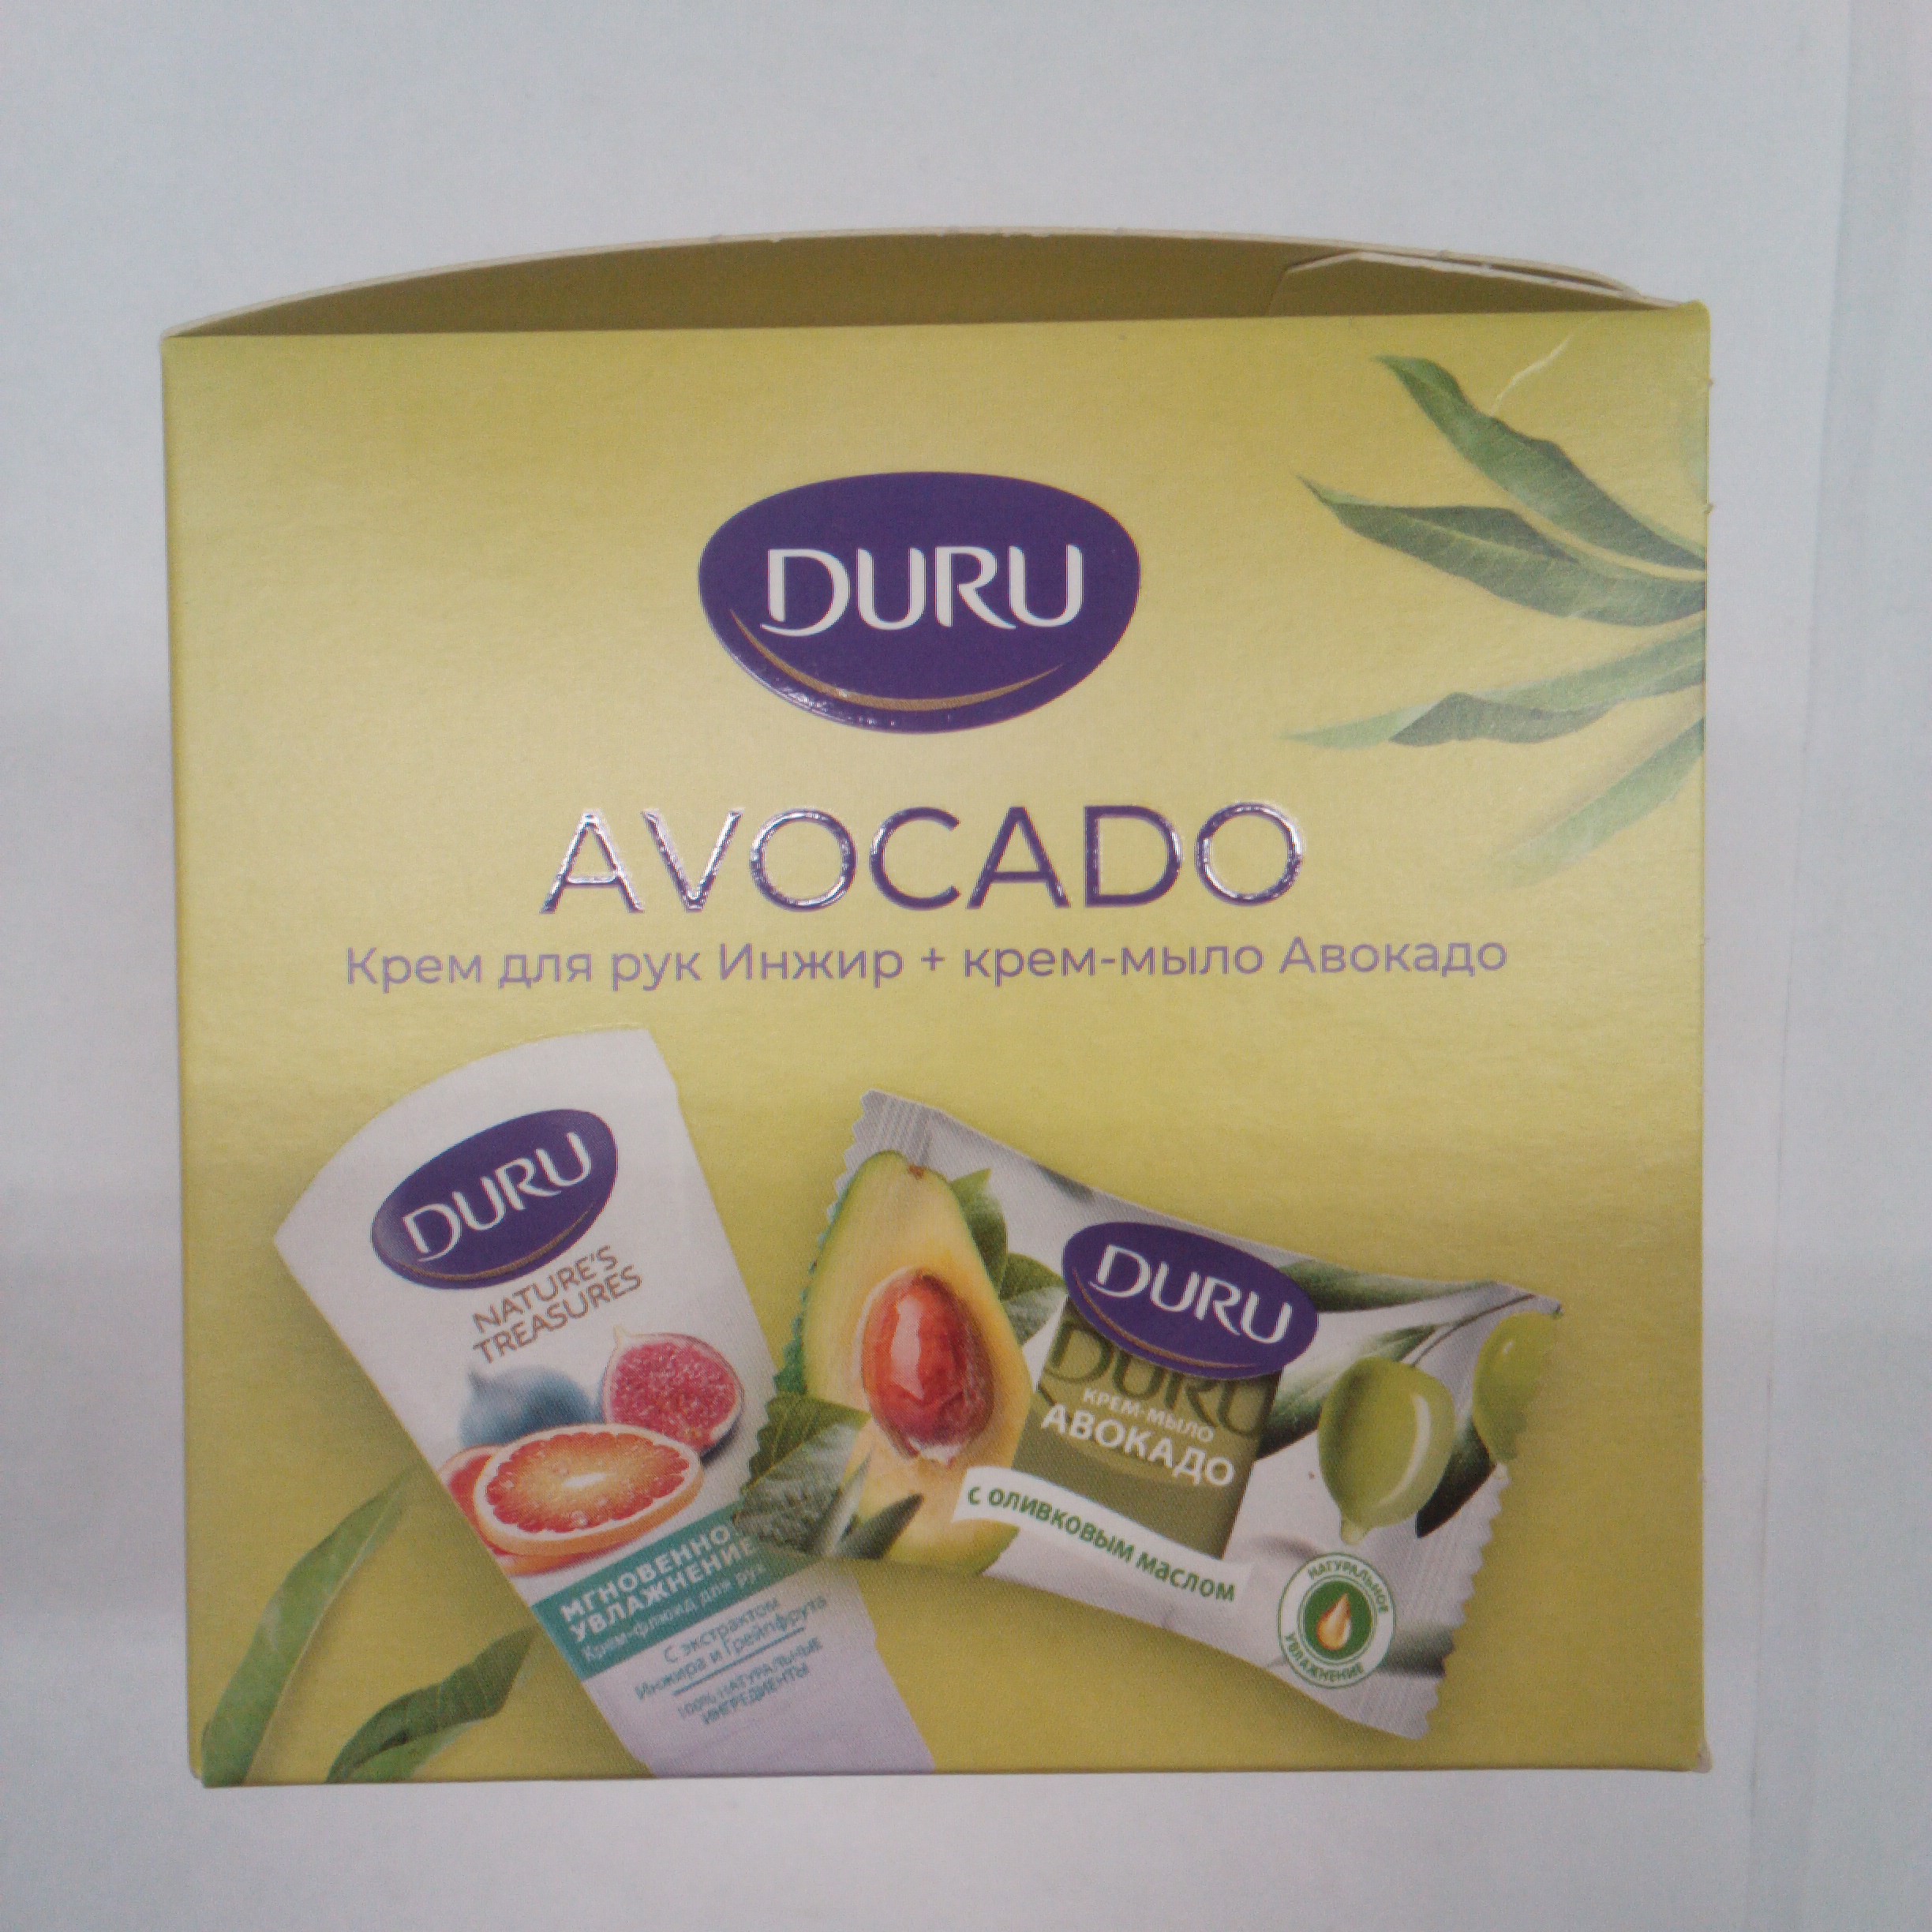 DURU
AVOCADO
Крем для рук Инжир + крем-мыло Авокадо
DURU
NATURE'S
TREASURES
МГНОВЕННОЕ
УВЛАЖНЕНИЕ
Крем-флюид для рук
С экстрактом
Инжира и Грейпфрута
100% НАТУРАЛЬНЫЕ
ИНГРЕДИЕНТЫ
DURU
DURU
КРЕМ-МЫЛО
АВОКАДО
с оливковым маслом
НАТУРАЛЬНОЕ
УВЛАЖНЕНИЕ